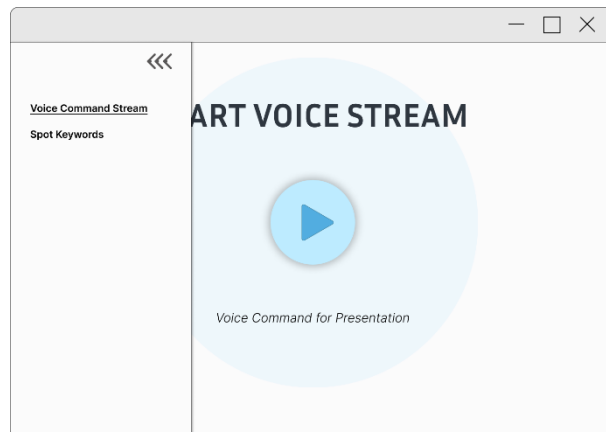 Voice Command Stream
Spot Keywords
ART VOICE STREAM
Voice Command for Presentation